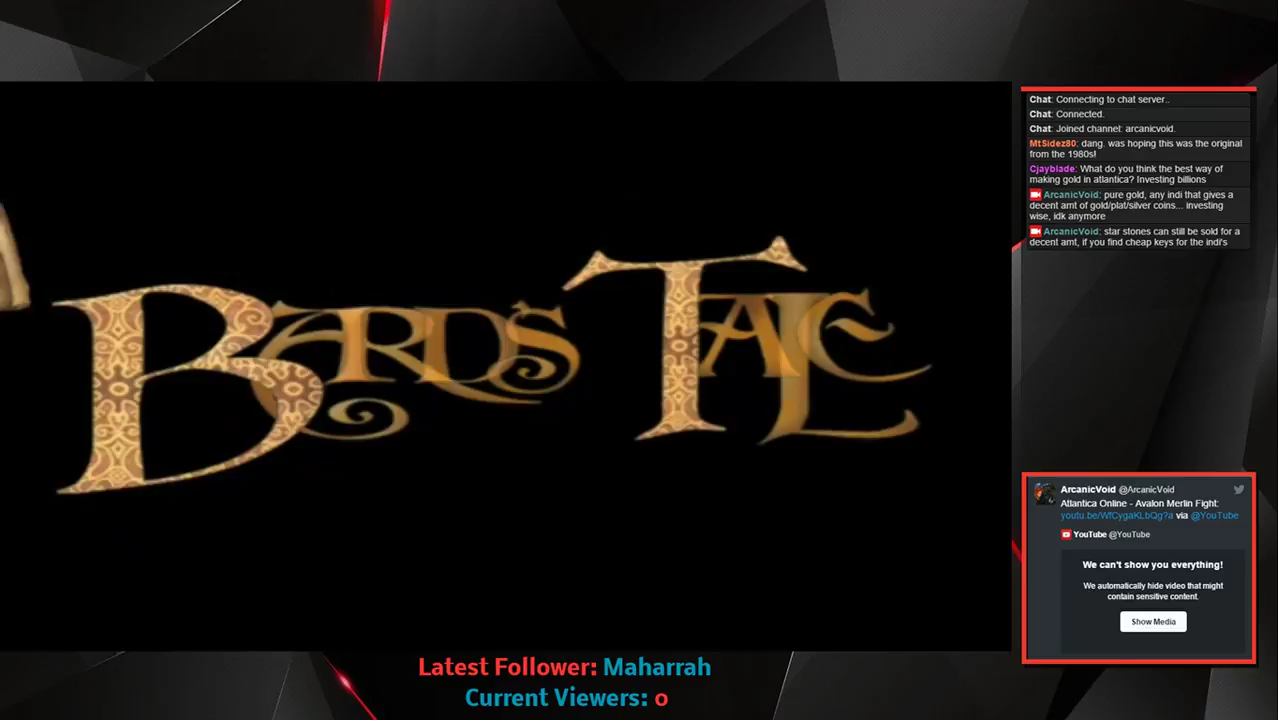 BARD'S TALE
Chat: Connecting to chat server..
Chat: Connected.
Chat: Joined channel: arcanicvoid.
MtSidez80: dang. was hoping this was the original
from the 1980s!
Cjayblade: What do you think the best way of
making gold in atlantica? Investing billions
ArcanicVoid: pure gold, any indi that gives a
decent amt of gold/plat/silver coins... investing
wise, idk anymore
ArcanicVoid: star stones can still be sold for a
decent amt, if you find cheap keys for the indi's
ArcanicVoid @ArcanicVoid
Atlantica Online - Avalon Merlin Fight:
youtu.be/WfCygaKLbQg?a via @YouTube
YouTube @YouTube
We can't show you everything!
We automatically hide video that might
contain sensitive content.
Show Media
Latest Follower: Maharrah
Current Viewers: 0